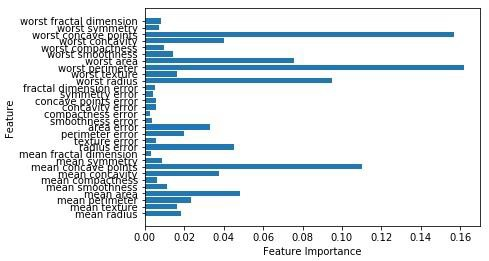 worst fractal dimension
worst symmetry
worst concave points
worst concavity
worst compactness
worst smoothness
worst area
worst perimeter
worst texture
worst radius
fractal dimension error
symmetry error
concave points error
concavity error
compactness error
smoothness error
area error
perimeter error
texture error
radius error
mean fractal dimension
mean symmetry
mean concave points
mean concavity
mean compactness
mean smoothness
mean area
mean perimeter
mean texture
mean radius
Feature
0.00 0.02 0.04 0.06 0.08 0.10 0.12 0.14 0.16
Feature Importance